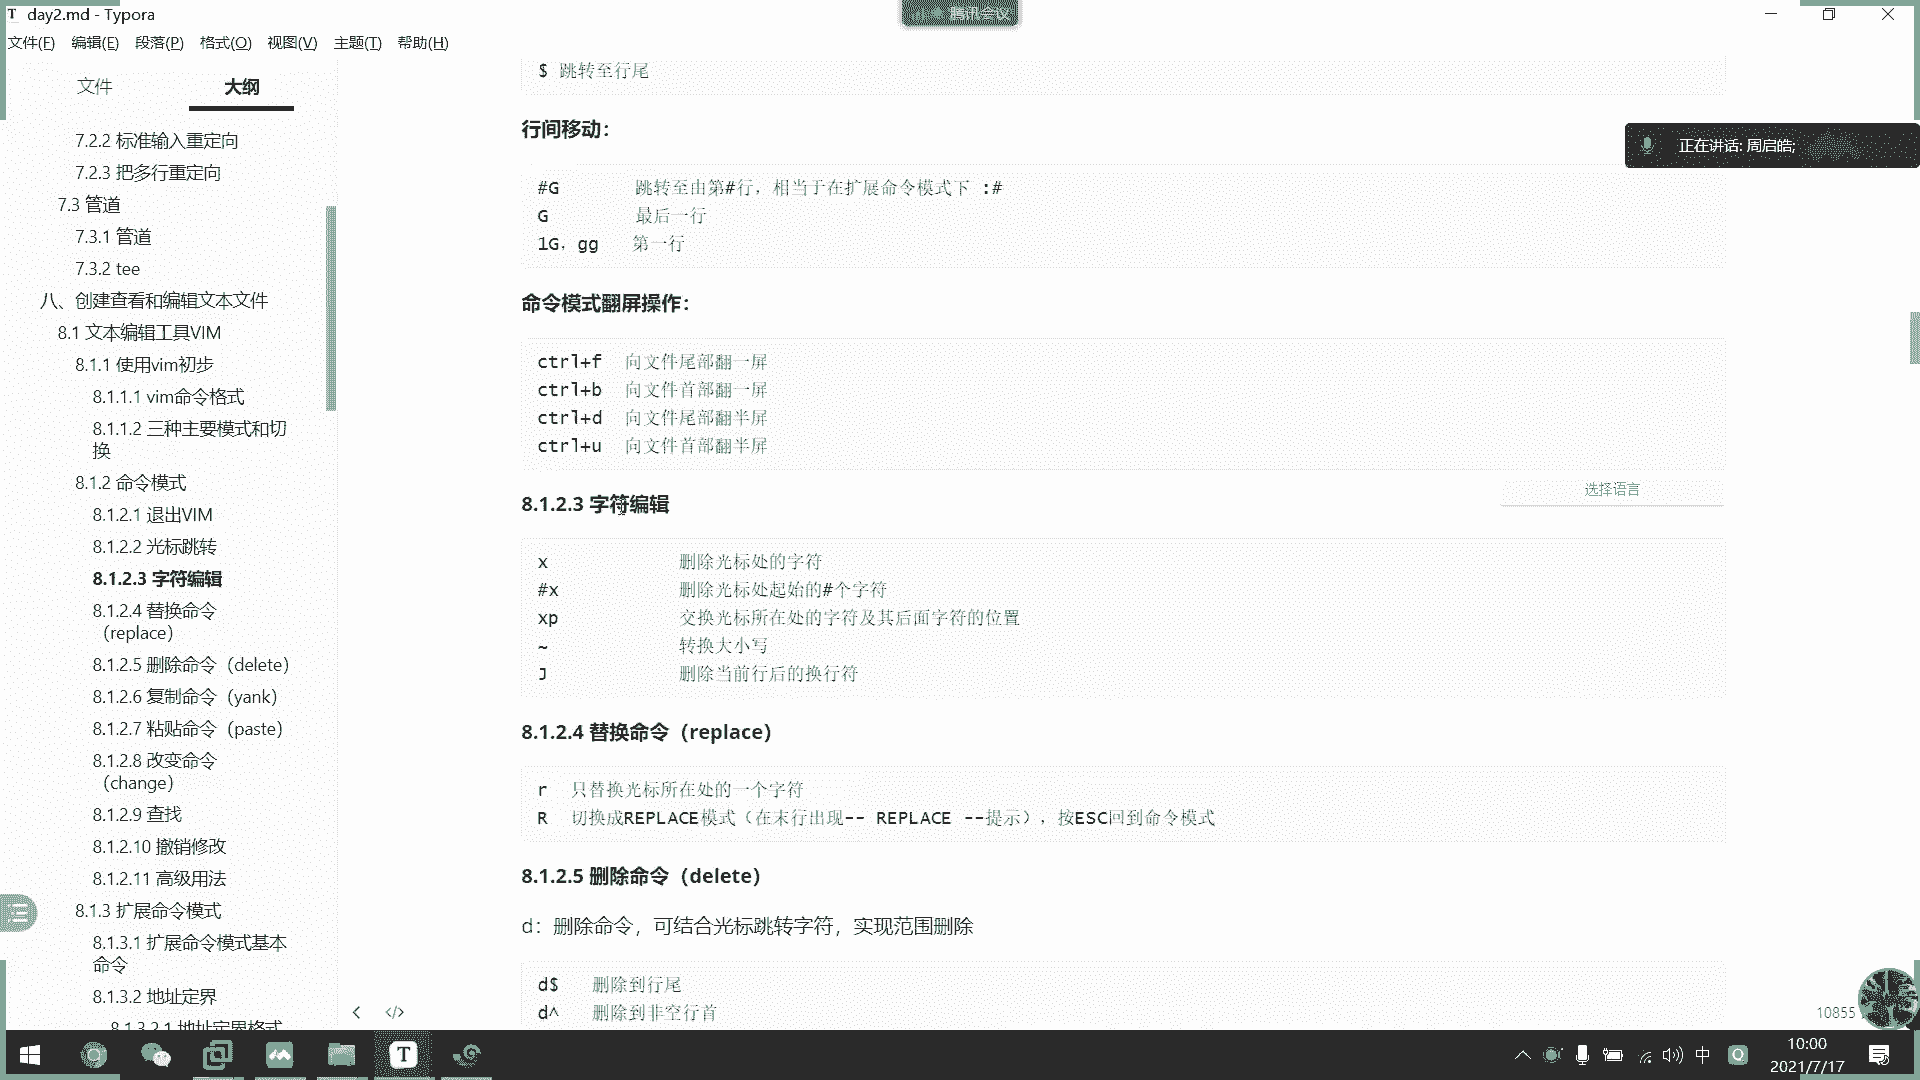 day2.md - Typora
腾讯会议
文件(F) 编辑(E) 段落(P) 格式(O) 视图(V) 主题(T) 帮助(H)
文件 大纲
7.2.2 标准输入重定向
7.2.3 把多行重定向
7.3 管道
7.3.1 管道
7.3.2 tee
八、创建查看和编辑文本文件
8.1 文本编辑工具VIM
8.1.1 使用vim初步
8.1.1.1 vim命令格式
8.1.1.2 三种主要模式和切
换
8.1.2 命令模式
8.1.2.1 退出VIM
8.1.2.2 光标跳转
8.1.2.3 字符编辑
8.1.2.4 替换命令
（replace）
8.1.2.5 删除命令（delete）
8.1.2.6 复制命令（yank）
8.1.2.7 粘贴命令（paste）
8.1.2.8 改变命令
（change）
8.1.2.9 查找
8.1.2.10 撤销修改
8.1.2.11 高级用法
8.1.3 扩展命令模式
8.1.3.1 扩展命令模式基本
命令
8.1.3.2 地址定界
8.1.3.2.1 地址定界格式
$ 跳转至行尾
行间移动：
#G 跳转至由第#行，相当于在扩展命令模式下 :#
G 最后一行
1G，gg 第一行
命令模式翻屏操作：
ctrl+f 向文件尾部翻一屏
ctrl+b 向文件首部翻一屏
ctrl+d 向文件尾部翻半屏
ctrl+u 向文件首部翻半屏
选择语言
8.1.2.3 字符编辑
x 删除光标处的字符
#x 删除光标处起始的#个字符
xp 交换光标所在处的字符及其后面字符的位置
~ 转换大小写
J 删除当前行后的换行符
8.1.2.4 替换命令（replace）
r 只替换光标所在处的一个字符
R 切换成REPLACE模式（在末行出现-- REPLACE --提示），按ESC回到命令模式
8.1.2.5 删除命令（delete）
d：删除命令，可结合光标跳转字符，实现范围删除
d$ 删除到行尾
d^ 删除到非空行首
正在讲话: 周启皓;
10855
中
10:00
2021/7/17